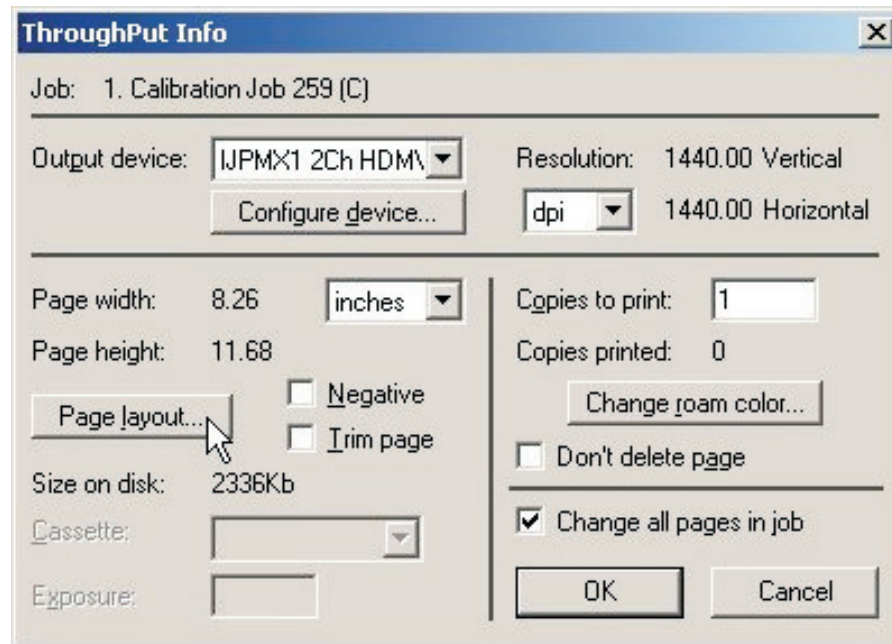 ThroughPut Info
Job: 1. Calibration Job 259 (C)
Output device: IJPMX1 2Ch HDM\
Configure device...
Resolution: 1440.00 Vertical
dpi 1440.00 Horizontal
Page width: 8.26 inches
Page height: 11.68
Page layout...
Negative
Trim page
Size on disk: 2336Kb
Cassette:
Exposure:
Copies to print: 1
Copies printed: 0
Change roam color...
Don't delete page
Change all pages in job
OK Cancel